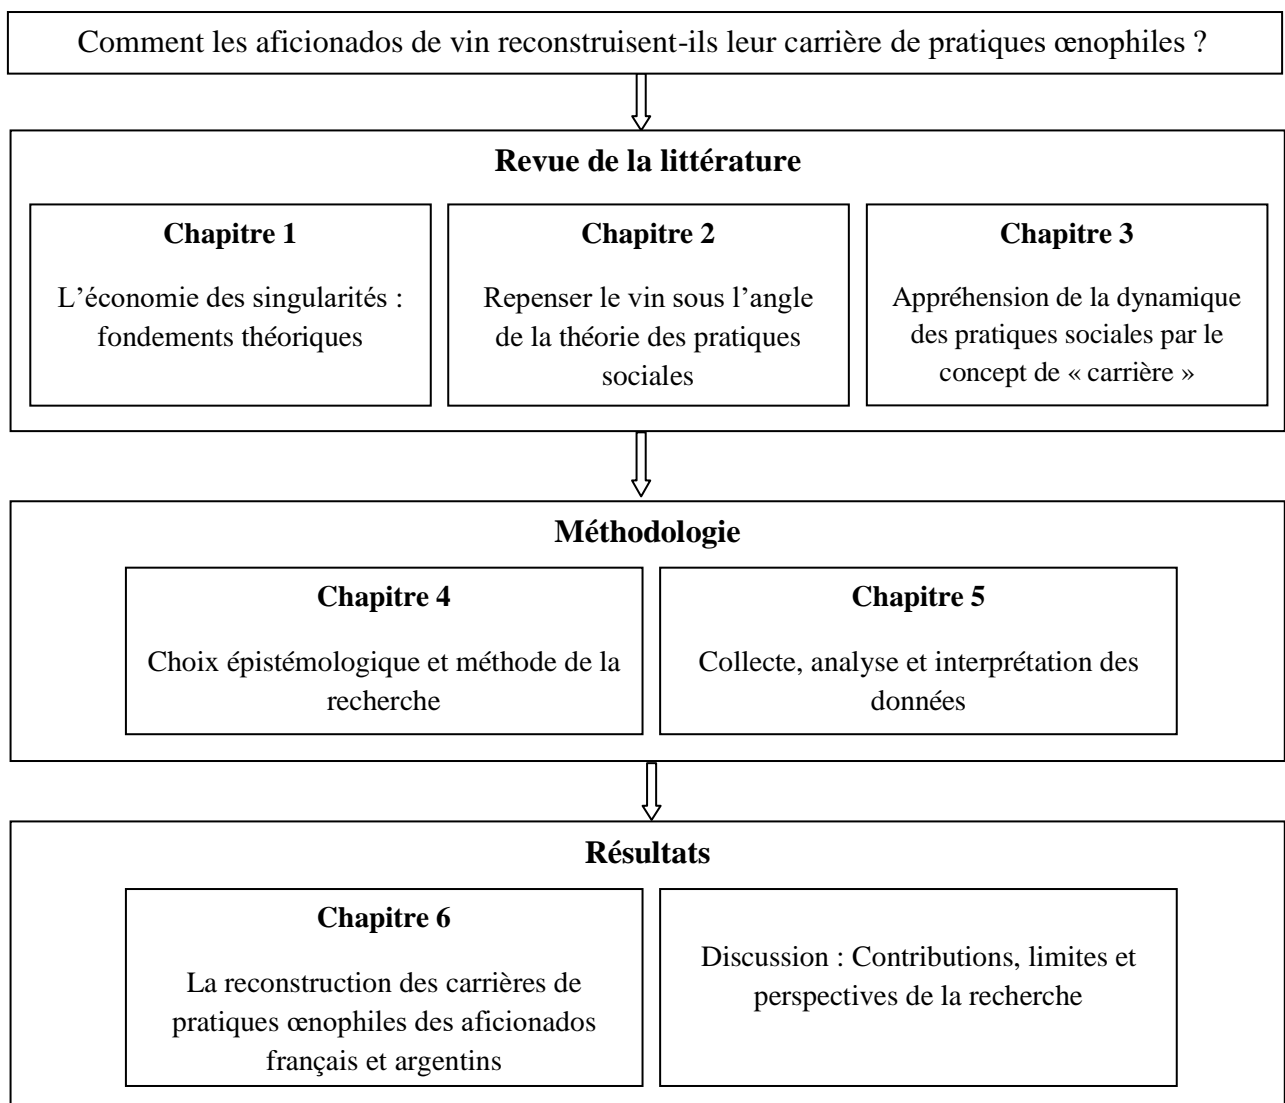 Comment les aficionados de vin reconstruisent-ils leur carrière de pratiques œnophiles ?
Revue de la littérature
Chapitre 1
L’économie des singularités :
fondements théoriques
Chapitre 2
Repenser le vin sous l’angle
de la théorie des pratiques
sociales
Chapitre 3
Appréhension de la dynamique
des pratiques sociales par le
concept de « carrière »
Méthodologie
Chapitre 4
Choix épistémologique et méthode de la
recherche
Chapitre 5
Collecte, analyse et interprétation des
données
Résultats
Chapitre 6
La reconstruction des carrières de
pratiques œnophiles des aficionados
français et argentins
Discussion : Contributions, limites et
perspectives de la recherche